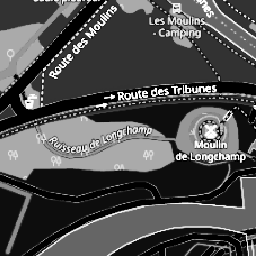 Route des Moulins
Les Moulins
- Camping
Route des Tribunes
Ruisseau de Longchamp
Moulin
de Longchamp